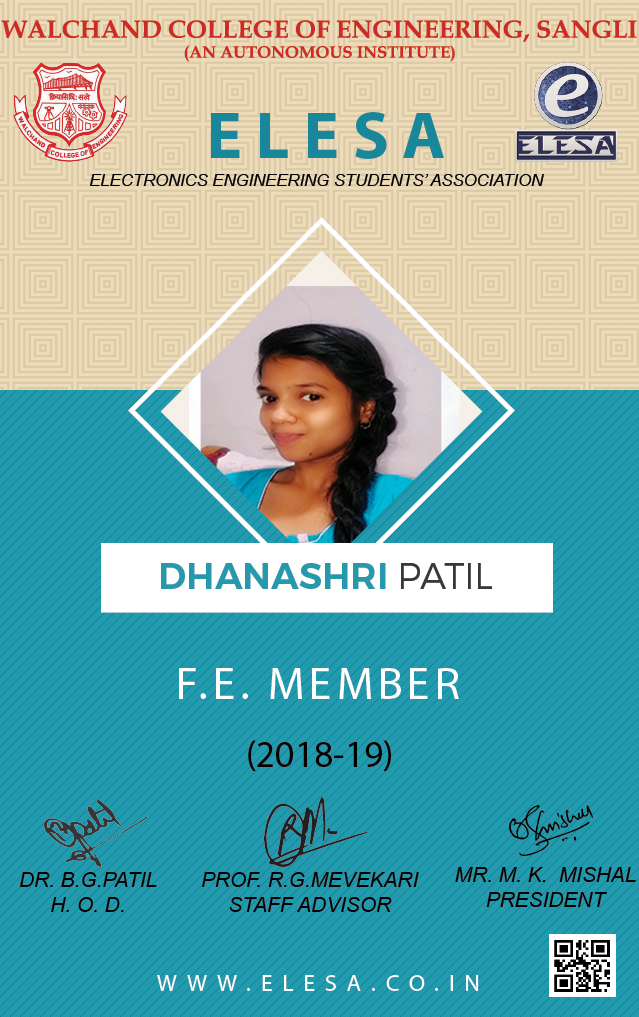 WALCHAND COLLEGE OF ENGINEERING, SANGLI
(AN AUTONOMOUS INSTITUTE)
WALCHAND COLLEGE OF ENGINEERING
ELESA
ELESA
ELECTRONICS ENGINEERING STUDENTS' ASSOCIATION
DHANASHRI PATIL
F.E. MEMBER
(2018-19)
DR. B.G.PATIL
H. O. D.
PROF. R.G.MEVEKARI
STAFF ADVISOR
MR. M. K. MISHAL
PRESIDENT
WWW.ELESA.CO.IN